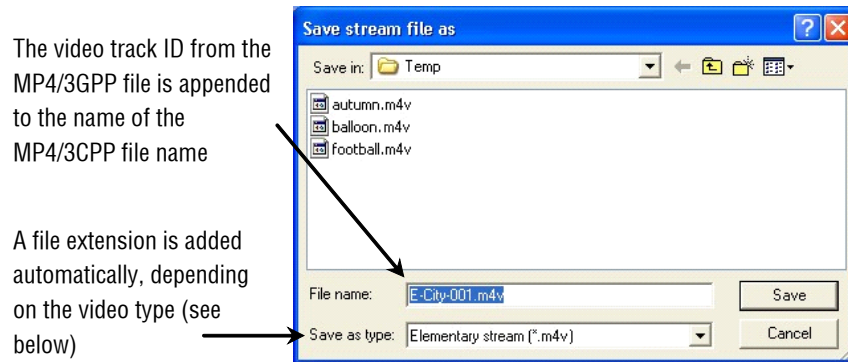 The video track ID from the
MP4/3GPP file is appended
to the name of the
MP4/3CPP file name
A file extension is added
automatically, depending
on the video type (see
below)
Save stream file as
Save in: Temp
autumn.m4v
balloon.m4v
football.m4v
File name: E-City-001.m4v Save
Save as type: Elementary stream (*.m4v) Cancel